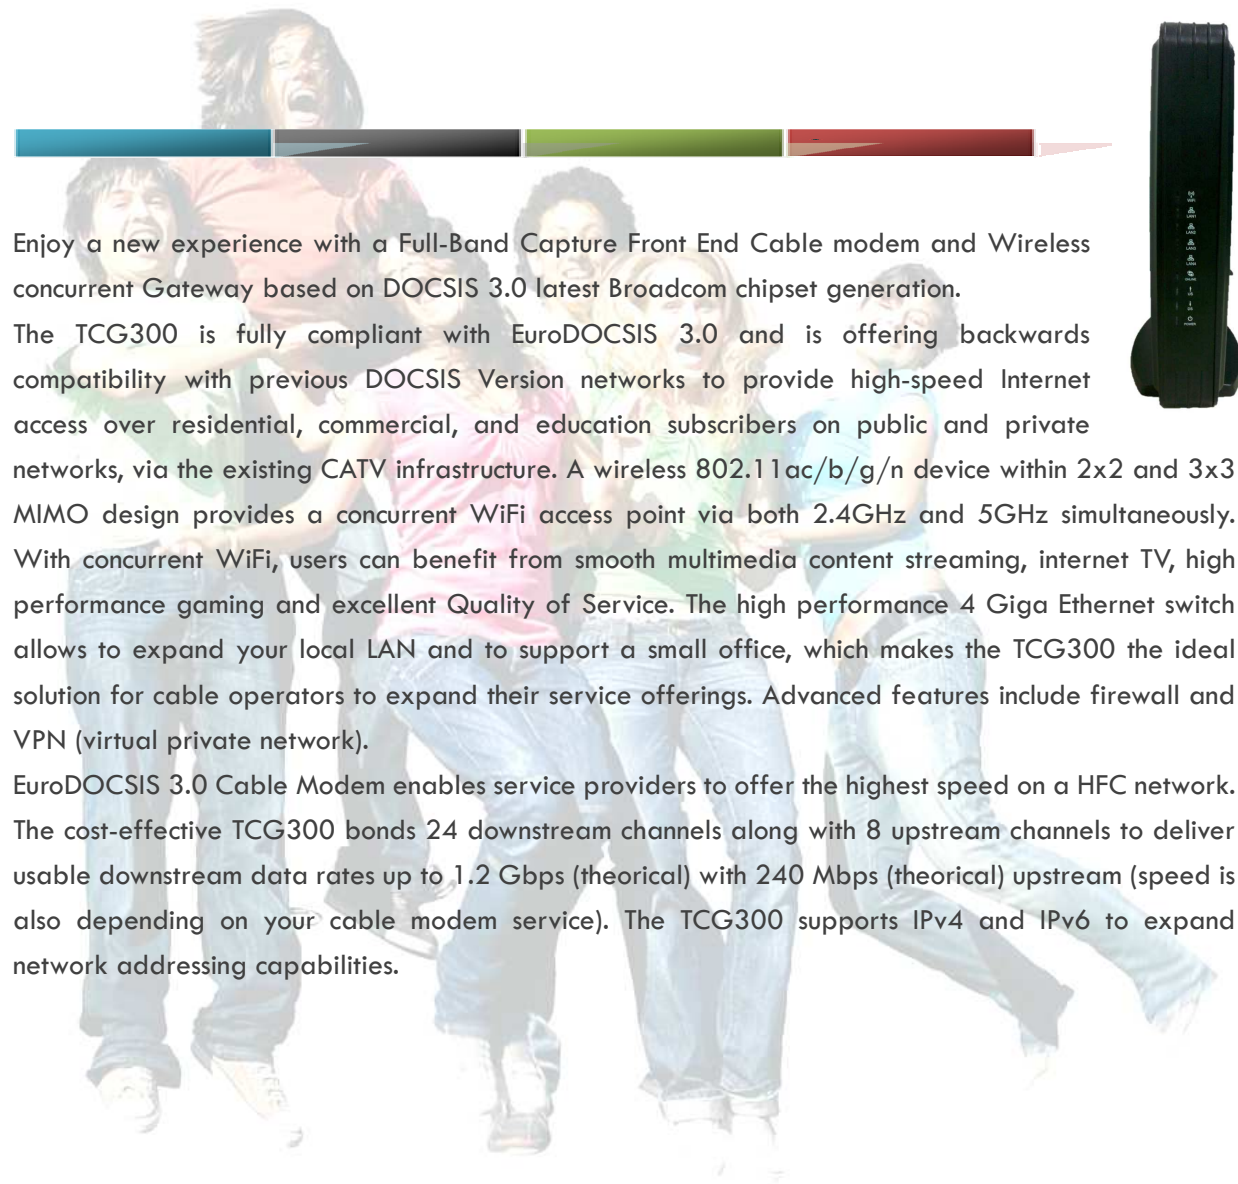 Enjoy a new experience with a Full-Band Capture Front End Cable modem and Wireless
concurrent Gateway based on DOCSIS 3.0 latest Broadcom chipset generation.
The TCG300 is fully compliant with EuroDOCSIS 3.0 and is offering backwards
compatibility with previous DOCSIS Version networks to provide high-speed Internet
access over residential, commercial, and education subscribers on public and private
networks, via the existing CATV infrastructure. A wireless 802.11ac/b/g/n device within 2x2 and 3x3
MIMO design provides a concurrent WiFi access point via both 2.4GHz and 5GHz simultaneously.
With concurrent WiFi, users can benefit from smooth multimedia content streaming, internet TV, high
performance gaming and excellent Quality of Service. The high performance 4 Giga Ethernet switch
allows to expand your local LAN and to support a small office, which makes the TCG300 the ideal
solution for cable operators to expand their service offerings. Advanced features include firewall and
VPN (virtual private network).
EuroDOCSIS 3.0 Cable Modem enables service providers to offer the highest speed on a HFC network.
The cost-effective TCG300 bonds 24 downstream channels along with 8 upstream channels to deliver
usable downstream data rates up to 1.2 Gbps (theorical) with 240 Mbps (theorical) upstream (speed is
also depending on your cable modem service). The TCG300 supports IPv4 and IPv6 to expand
network addressing capabilities.